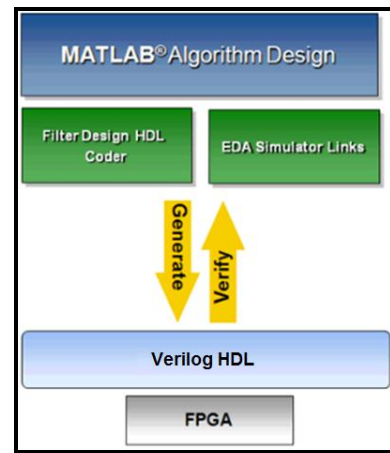 MATLAB® Algorithm Design
Filter Design HDL
Coder
EDA Simulator Links
Generate
Verify
Verilog HDL
FPGA